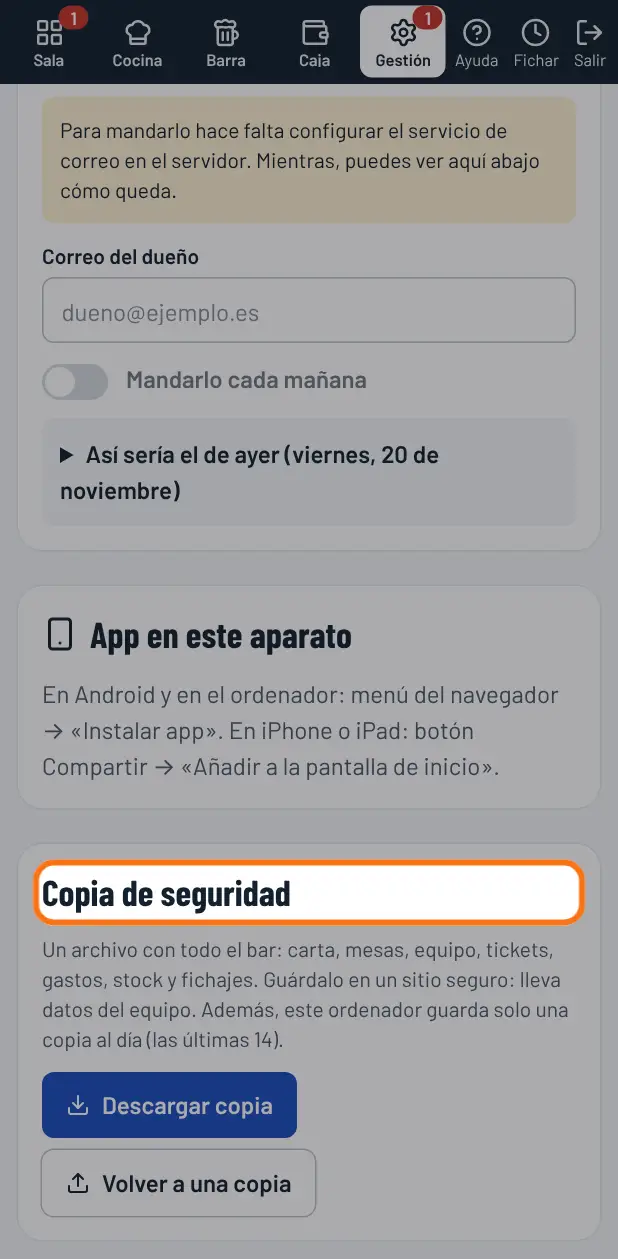 1
1
Sala
Cocina
Barra
Caja
Gestión
Ayuda
Fichar
Salir
Para mandarlo hace falta configurar el servicio de
correo en el servidor. Mientras, puedes ver aquí abajo
cómo queda.
Correo del dueño
dueno@ejemplo.es
Mandarlo cada mañana
▶ Así sería el de ayer (viernes, 20 de
noviembre)
App en este aparato
En Android y en el ordenador: menú del navegador
→ «Instalar app». En iPhone o iPad: botón
Compartir → «Añadir a la pantalla de inicio».
Copia de seguridad
Un archivo con todo el bar: carta, mesas, equipo, tickets,
gastos, stock y fichajes. Guárdalo en un sitio seguro: lleva
datos del equipo. Además, este ordenador guarda solo una
copia al día (las últimas 14).
Descargar copia
Volver a una copia